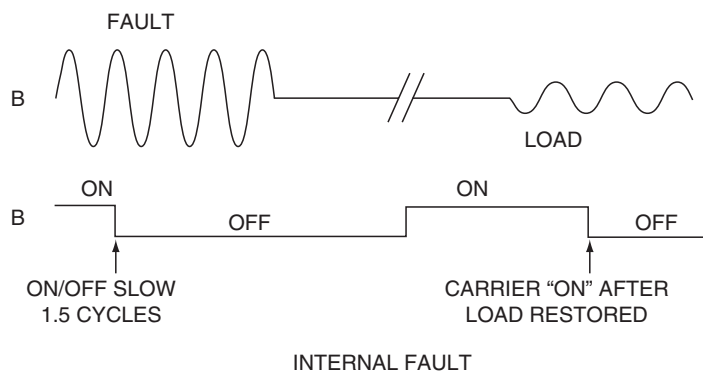 FAULT
B
LOAD
ON
ON
B
OFF
OFF
ON/OFF SLOW
1.5 CYCLES
CARRIER “ON” AFTER
LOAD RESTORED
INTERNAL FAULT